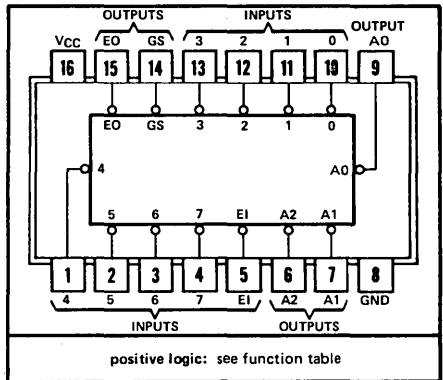 OUTPUTS INPUTS OUTPUT
VCC EO GS 3 2 1 0 A0
16 15 14 13 12 11 10 9
EO GS 3 2 1 0
4 A0
5 6 7 EI A2 A1
1 2 3 4 5 6 7 8
4 5 6 7 EI A2 A1 GND
INPUTS OUTPUTS
positive logic: see function table